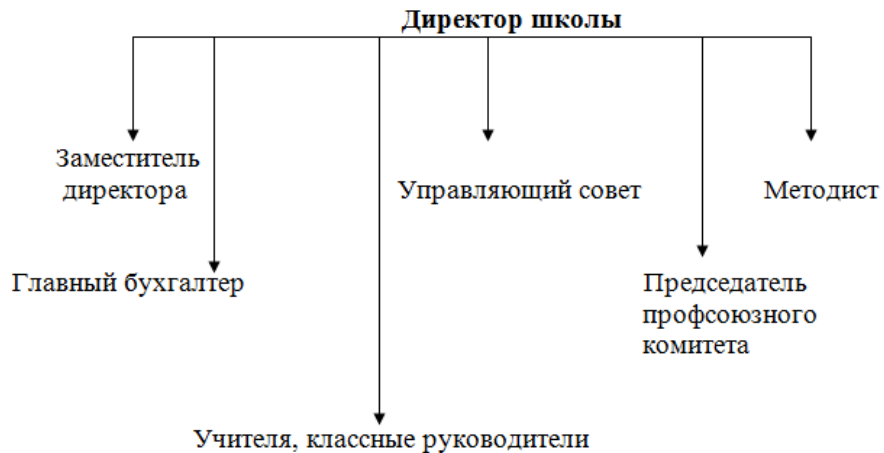 Директор школы
Заместитель
директора
Управляющий совет
Методист
Главный бухгалтер
Председатель
профсоюзного
комитета
Учителя, классные руководители